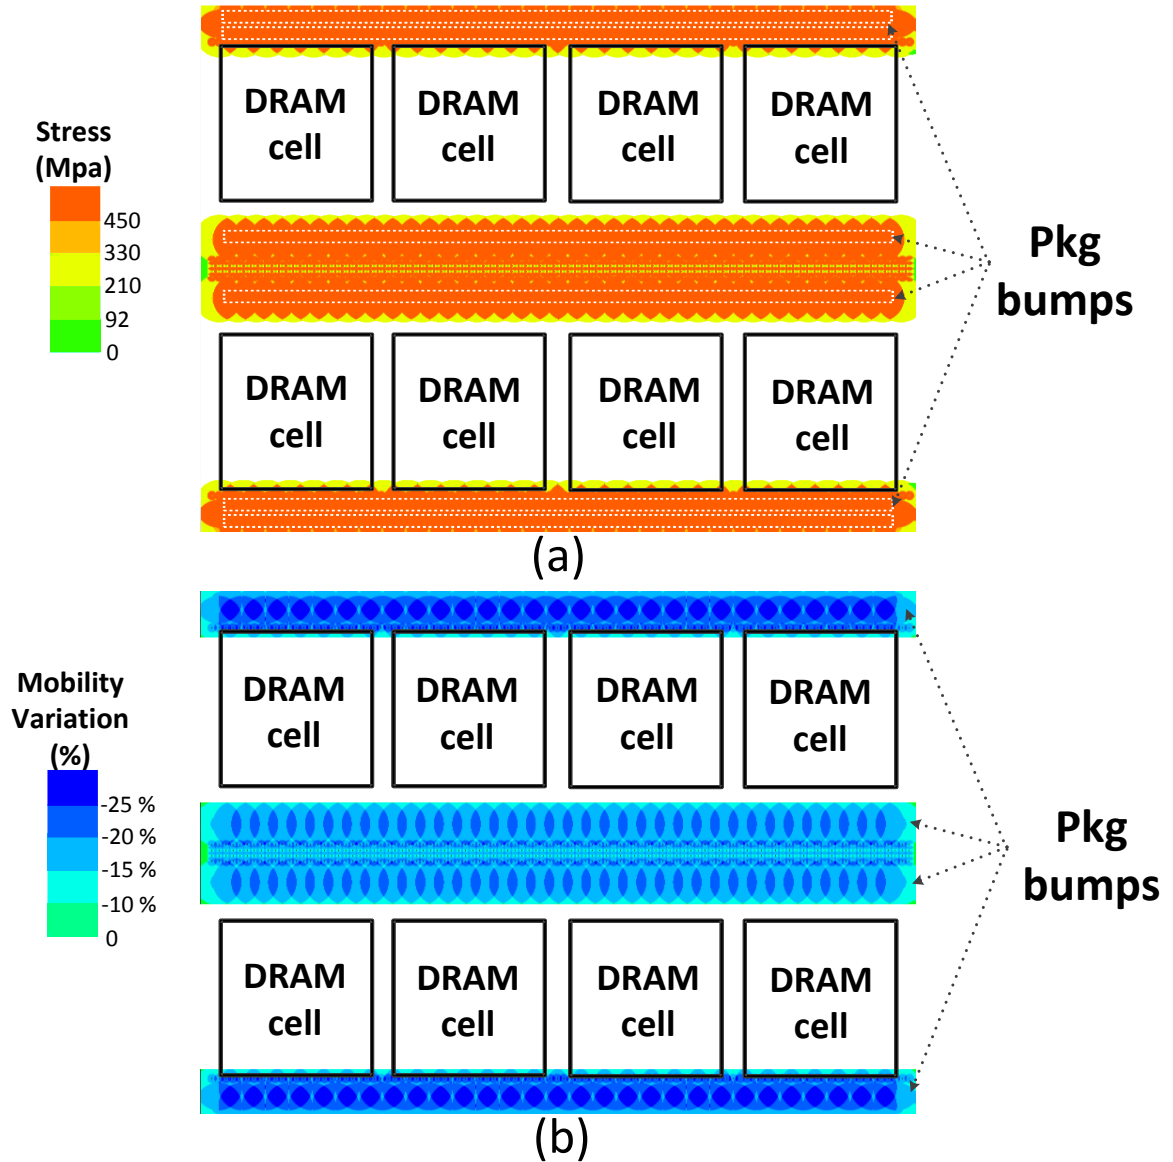 DRAM DRAM DRAM DRAM
cell cell cell cell
Stress
(Mpa)
450
330
210
92
0
Pkg
bumps
DRAM DRAM DRAM DRAM
cell cell cell cell
(a)
DRAM DRAM DRAM DRAM
cell cell cell cell
Mobility
Variation
(%)
-25 %
-20 %
-15 %
-10 %
0
Pkg
bumps
DRAM DRAM DRAM DRAM
cell cell cell cell
(b)